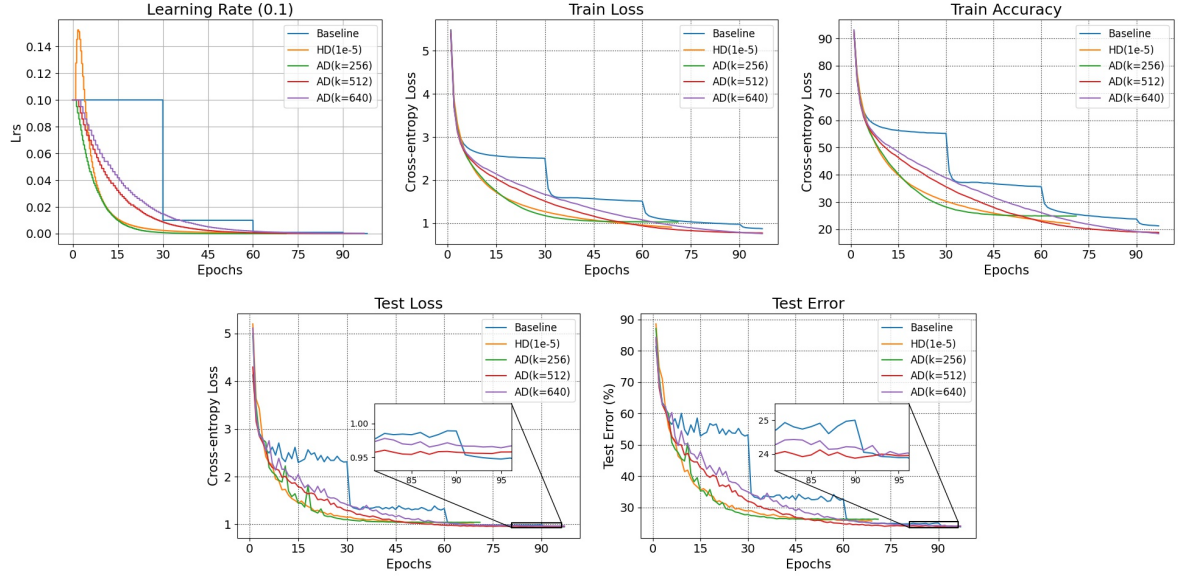 Learning Rate (0.1)
Lrs
0.14
0.12
0.10
0.08
0.06
0.04
0.02
0.00
0 15 30 45 60 75 90
Epochs
Baseline
HD(1e-5)
AD(k=256)
AD(k=512)
AD(k=640)
Train Loss
Cross-entropy Loss
5
4
3
2
1
0 15 30 45 60 75 90
Epochs
Baseline
HD(1e-5)
AD(k=256)
AD(k=512)
AD(k=640)
Train Accuracy
Cross-entropy Loss
90
80
70
60
50
40
30
20
0 15 30 45 60 75 90
Epochs
Baseline
HD(1e-5)
AD(k=256)
AD(k=512)
AD(k=640)
Test Loss
Cross-entropy Loss
5
4
3
2
1
0 15 30 45 60 75 90
Epochs
Baseline
HD(1e-5)
AD(k=256)
AD(k=512)
AD(k=640)
1.00
0.95
85 90 95
Test Error
Test Error (%)
90
80
70
60
50
40
30
0 15 30 45 60 75 90
Epochs
Baseline
HD(1e-5)
AD(k=256)
AD(k=512)
AD(k=640)
25
24
85 90 95